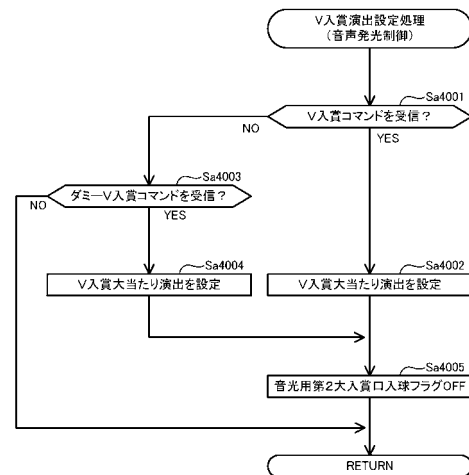 V入賞演出設定処理
(音声発光制御)
Sa4001
V入賞コマンドを受信？
NO
YES
Sa4003
ダミーV入賞コマンドを受信？
NO
YES
Sa4004
V入賞大当たり演出を設定
Sa4002
V入賞大当たり演出を設定
Sa4005
音光用第2大入賞口入球フラグOFF
RETURN